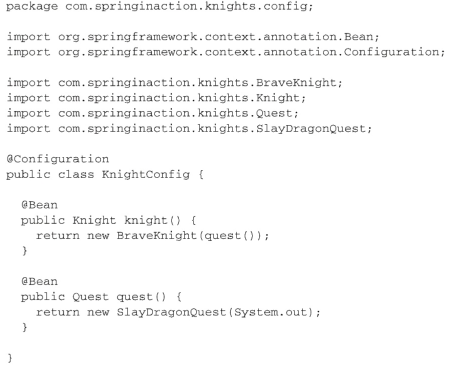 package com.springinaction.knights.config;

import org.springframework.context.annotation.Bean;
import org.springframework.context.annotation.Configuration;

import com.springinaction.knights.BraveKnight;
import com.springinaction.knights.Knight;
import com.springinaction.knights.Quest;
import com.springinaction.knights.SlayDragonQuest;

@Configuration
public class KnightConfig {

  @Bean
  public Knight knight() {
    return new BraveKnight(quest());
  }

  @Bean
  public Quest quest() {
    return new SlayDragonQuest(System.out);
  }

}